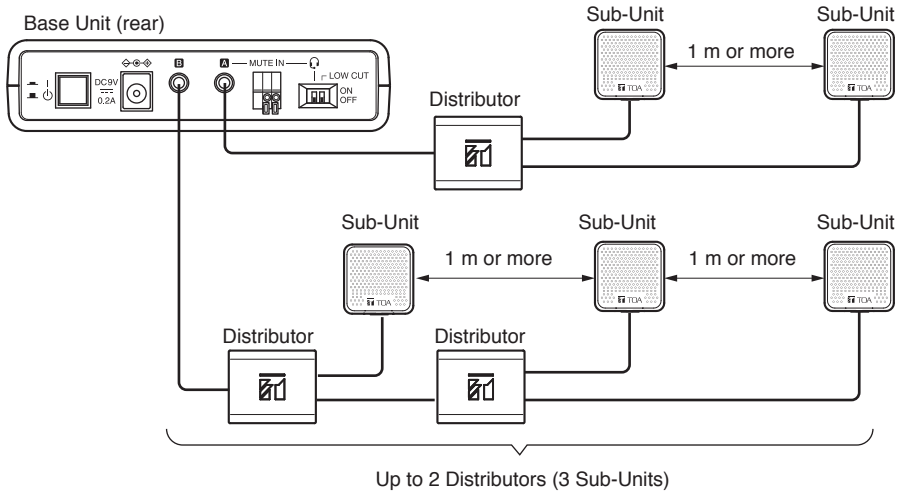 Base Unit (rear)
DC9V
0.2A
B
A
MUTE IN
LOW CUT
ON
OFF
Distributor
Sub-Unit
TOA
1 m or more
Sub-Unit
TOA
Sub-Unit
TOA
1 m or more
Sub-Unit
TOA
1 m or more
Sub-Unit
TOA
Distributor
Distributor
Up to 2 Distributors (3 Sub-Units)